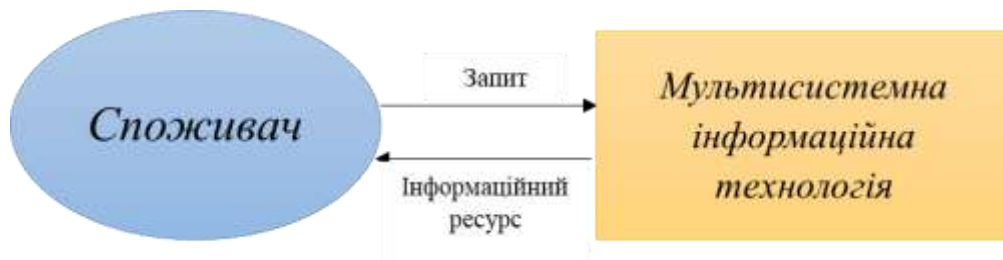 Споживач
Запит
Інформаційний
ресурс
Мультисистемна
інформаційна
технологія